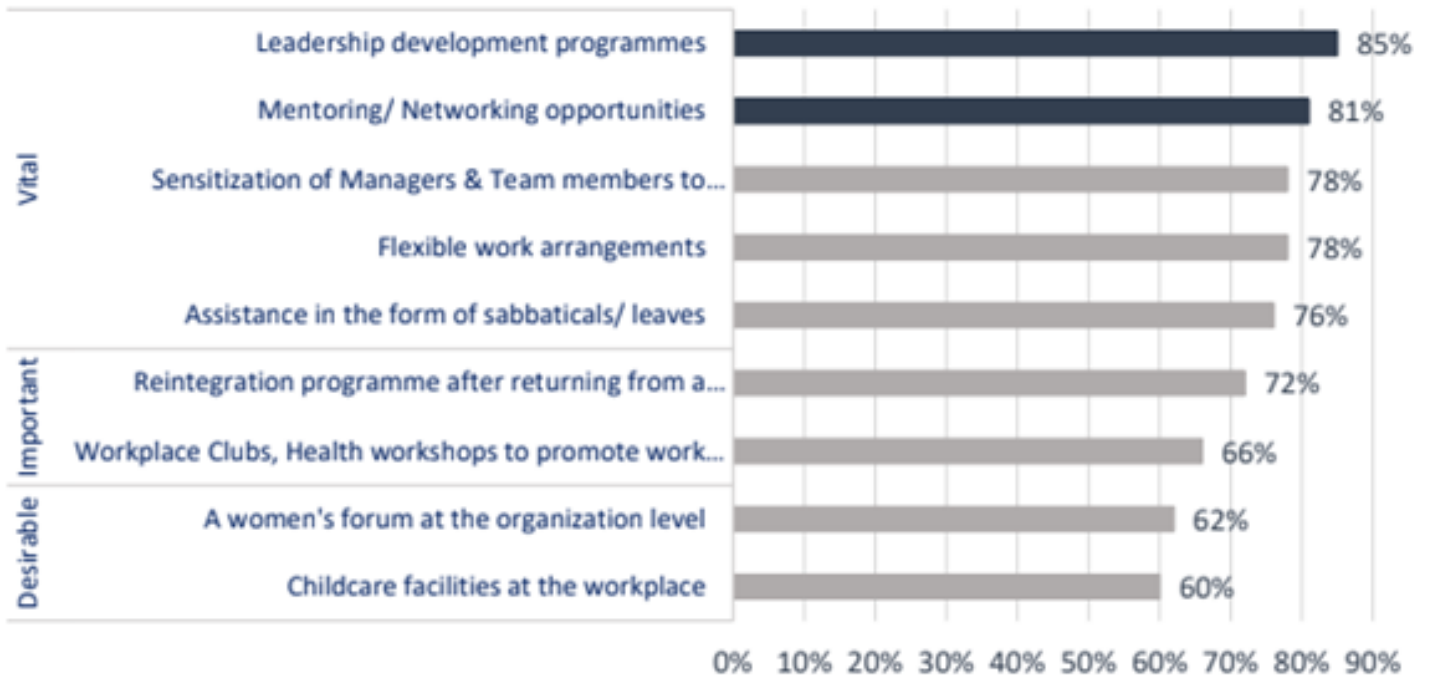 Vital
Leadership development programmes 85%
Mentoring/ Networking opportunities 81%
Sensitization of Managers & Team members to... 78%
Flexible work arrangements 78%
Assistance in the form of sabbaticals/ leaves 76%
Important
Reintegration programme after returning from a... 72%
Workplace Clubs, Health workshops to promote work... 66%
Desirable
A women's forum at the organization level 62%
Childcare facilities at the workplace 60%
0% 10% 20% 30% 40% 50% 60% 70% 80% 90%